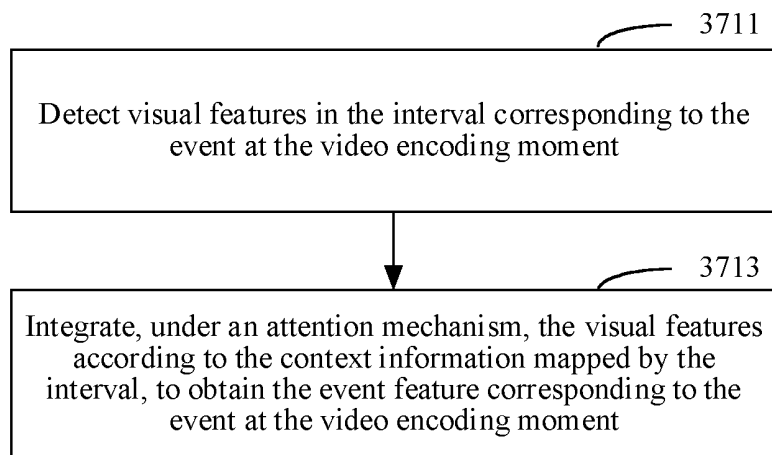 3711
Detect visual features in the interval corresponding to the
event at the video encoding moment
3713
Integrate, under an attention mechanism, the visual features
according to the context information mapped by the
interval, to obtain the event feature corresponding to the
event at the video encoding moment